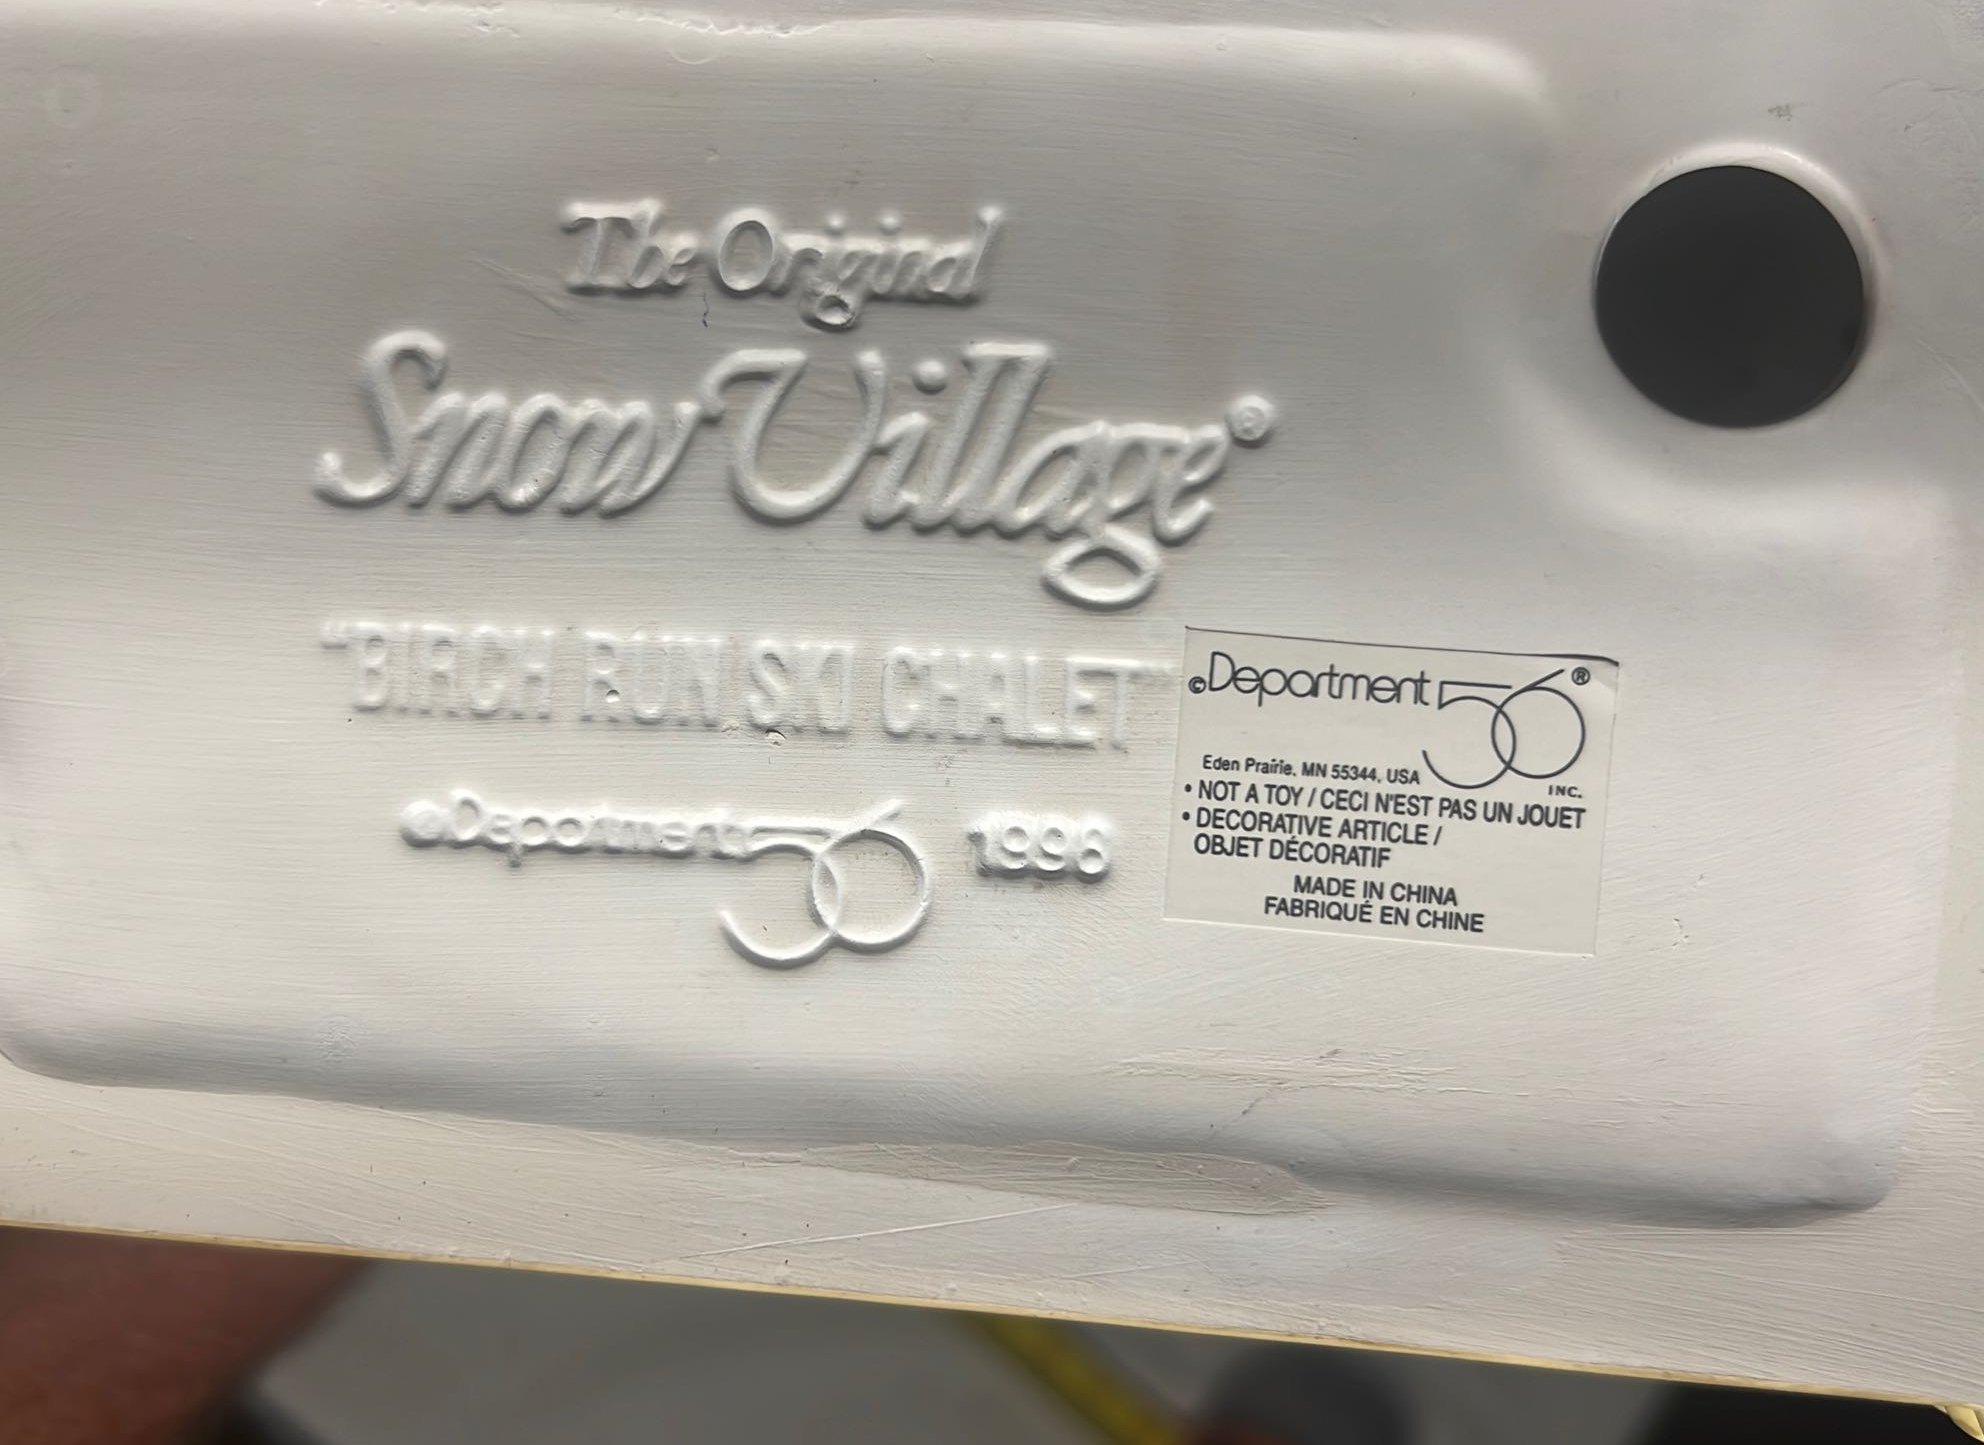 The Original
Snow Village®
"BIRCH RUN SKI CHALET"
©Department 56 1996
©Department 56®
INC.
Eden Prairie, MN 55344, USA
• NOT A TOY / CECI N'EST PAS UN JOUET
• DECORATIVE ARTICLE /
OBJET DÉCORATIF
MADE IN CHINA
FABRIQUÉ EN CHINE